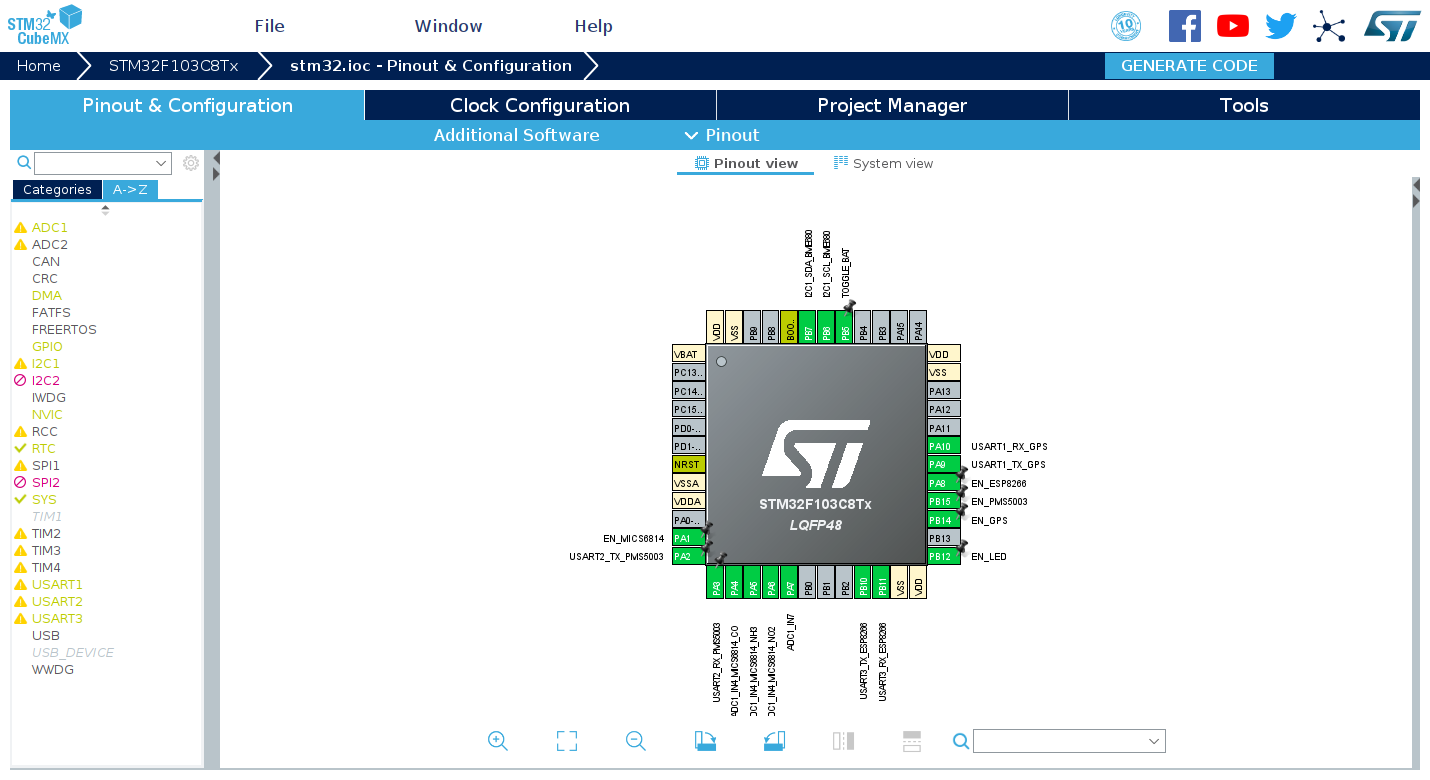 STM32
CubeMX
File
Window
Help
10
ST
Home
STM32F103C8Tx
stm32.ioc - Pinout & Configuration
GENERATE CODE
Pinout & Configuration
Clock Configuration
Project Manager
Tools
Additional Software
Pinout
Pinout view
System view
Categories
A->Z
ADC1
ADC2
CAN
CRC
DMA
FATFS
FREERTOS
GPIO
I2C1
I2C2
IWDG
NVIC
RCC
RTC
SPI1
SPI2
SYS
TIM1
TIM2
TIM3
TIM4
USART1
USART2
USART3
USB
USB_DEVICE
WWDG
I2C1_SDA_BME680
I2C1_SCL_BME680
TOGGLE_BAT
VDD
VSS
PB9
PB8
BOO..
PB7
PB6
PB5
PB4
PB3
PA15
PA14
VBAT
PC13..
PC14..
PC15..
PD0-..
PD1-..
NRST
VSSA
VDDA
PA0-..
EN_MICS6814
PA1
USART2_TX_PMS5003
PA2
ST
STM32F103C8Tx
LQFP48
VDD
VSS
PA13
PA12
PA11
PA10 USART1_RX_GPS
PA9 USART1_TX_GPS
PA8 EN_ESP8266
PB15 EN_PMS5003
PB14 EN_GPS
PB13
PB12 EN_LED
PA3
PA4
PA5
PA6
PA7
PB0
PB1
PB2
PB10
PB11
VSS
VDD
USART2_RX_PMS5003
ADC1_IN4_MICS6814_CO
DC1_IN4_MICS6814_NH3
DC1_IN4_MICS6814_NO2
ADC1_IN7
USART3_TX_ESP8266
USART3_RX_ESP8266